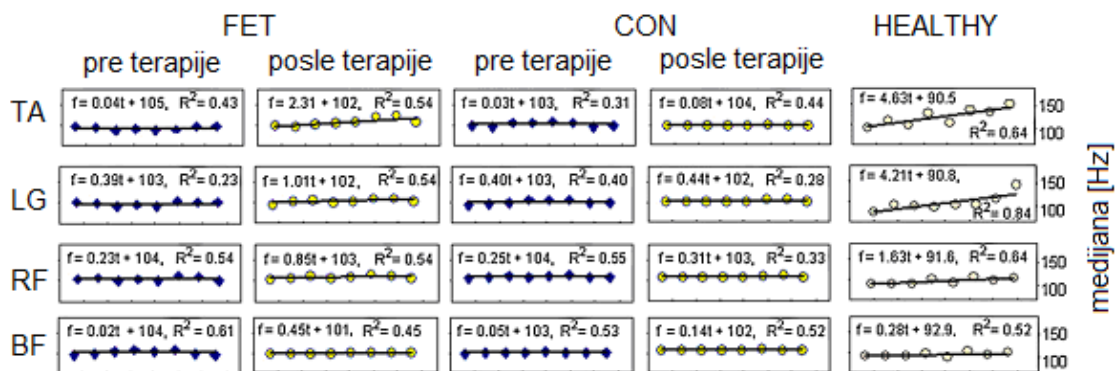 FET CON HEALTHY
pre terapije posle terapije pre terapije posle terapije
TA f= 0.04t + 105, R²= 0.43 f= 2.31 + 102, R²= 0.54 f= 0.03t + 103, R²= 0.31 f= 0.08t + 104, R²= 0.44 f= 4.63t + 90.5 150
R²= 0.64 100
LG f= 0.39t + 103, R²= 0.23 f= 1.01t + 102, R²= 0.54 f= 0.40t + 103, R²= 0.40 f= 0.44t + 102, R²= 0.28 f= 4.21t + 90.8, 150
R²= 0.84 100
RF f= 0.23t + 104, R²= 0.54 f= 0.85t + 103, R²= 0.54 f= 0.25t + 104, R²= 0.55 f= 0.31t + 103, R²= 0.33 f= 1.63t + 91.6, R²= 0.64 150
100
BF f= 0.02t + 104, R²= 0.61 f= 0.45t + 101, R²= 0.45 f= 0.05t + 103, R²= 0.53 f= 0.14t + 102, R²= 0.52 f= 0.28t + 92.9, R²= 0.52 150
100
medijana [Hz]